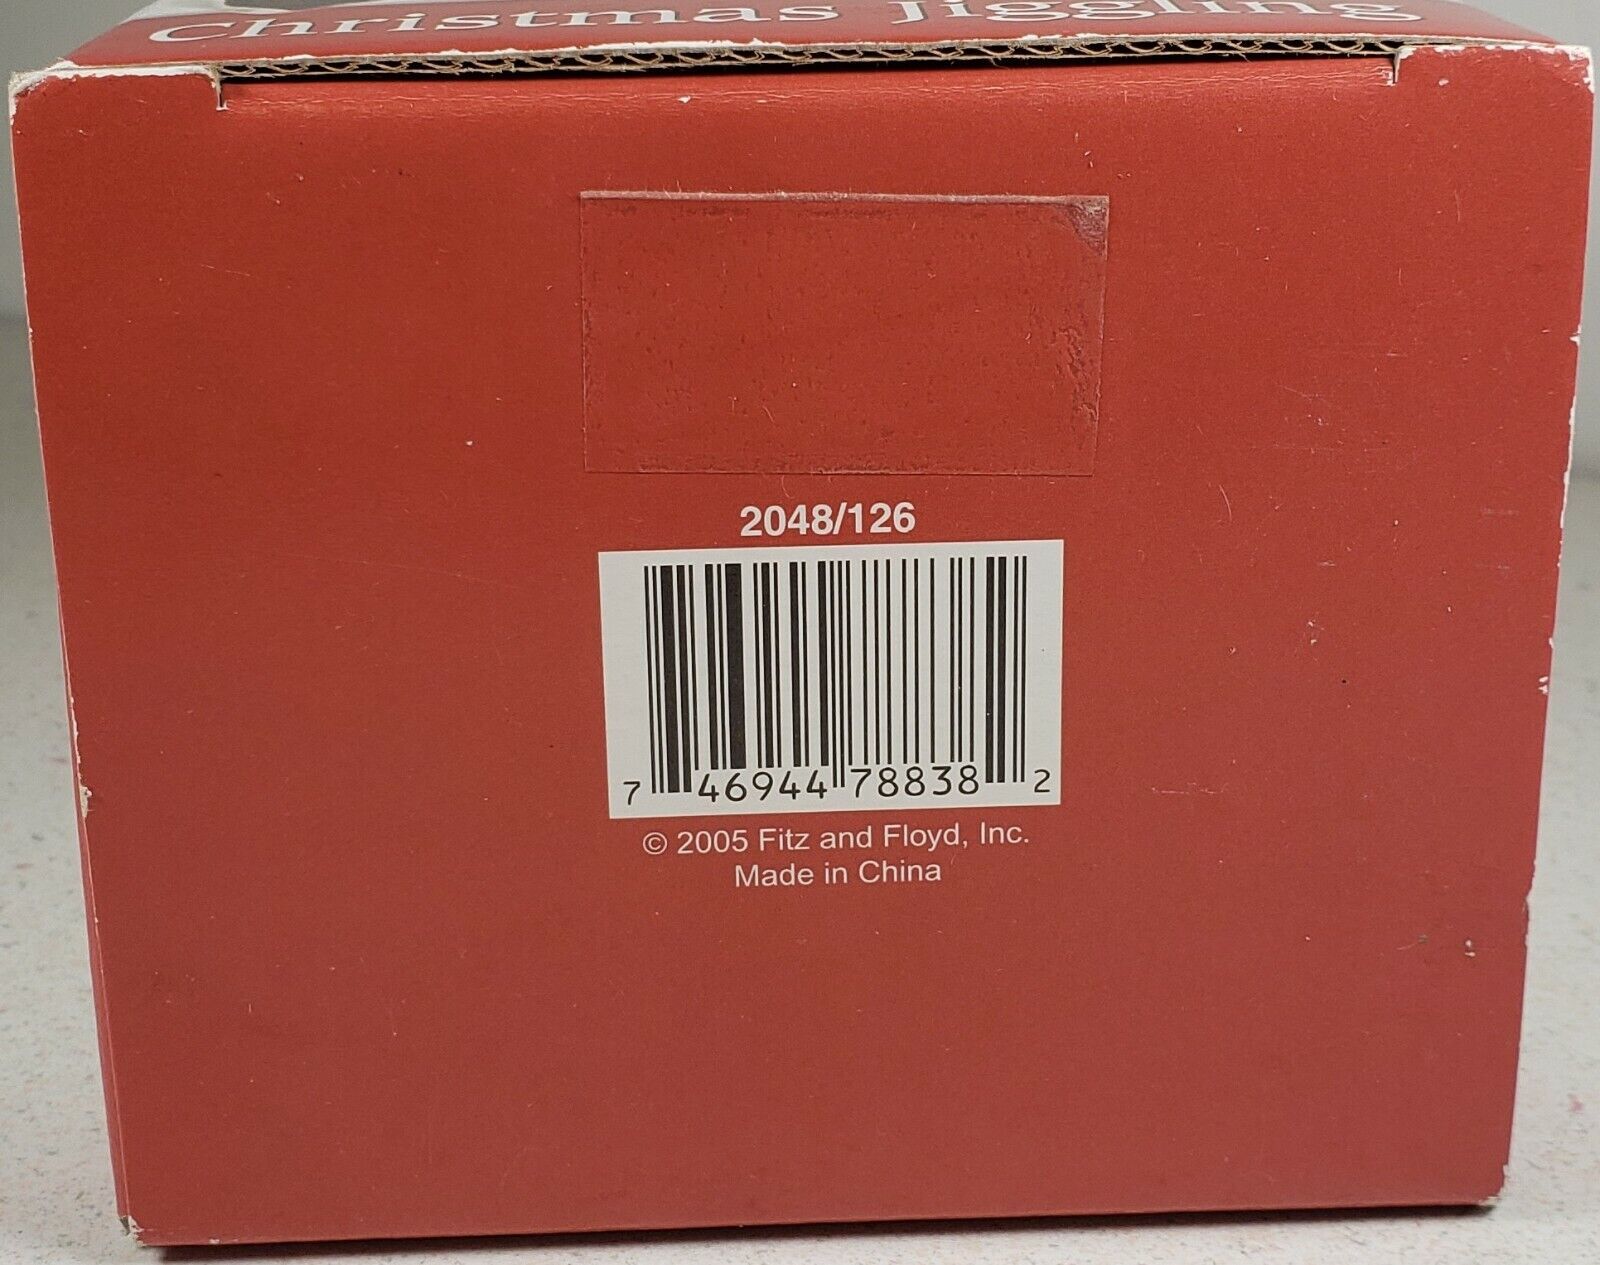 Christmas Jiggling
2048/126
7 46944 78838 2
© 2005 Fitz and Floyd, Inc.
Made in China